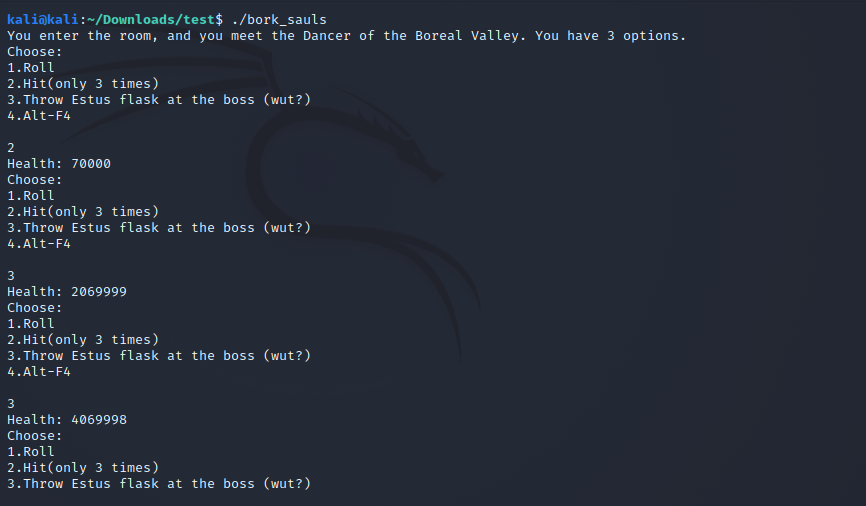 kali@kali:~/Downloads/test$ ./bork_sauls
You enter the room, and you meet the Dancer of the Boreal Valley. You have 3 options.
Choose:
1.Roll
2.Hit(only 3 times)
3.Throw Estus flask at the boss (wut?)
4.Alt-F4
2
Health: 70000
Choose:
1.Roll
2.Hit(only 3 times)
3.Throw Estus flask at the boss (wut?)
4.Alt-F4
3
Health: 2069999
Choose:
1.Roll
2.Hit(only 3 times)
3.Throw Estus flask at the boss (wut?)
4.Alt-F4
3
Health: 4069998
Choose:
1.Roll
2.Hit(only 3 times)
3.Throw Estus flask at the boss (wut?)